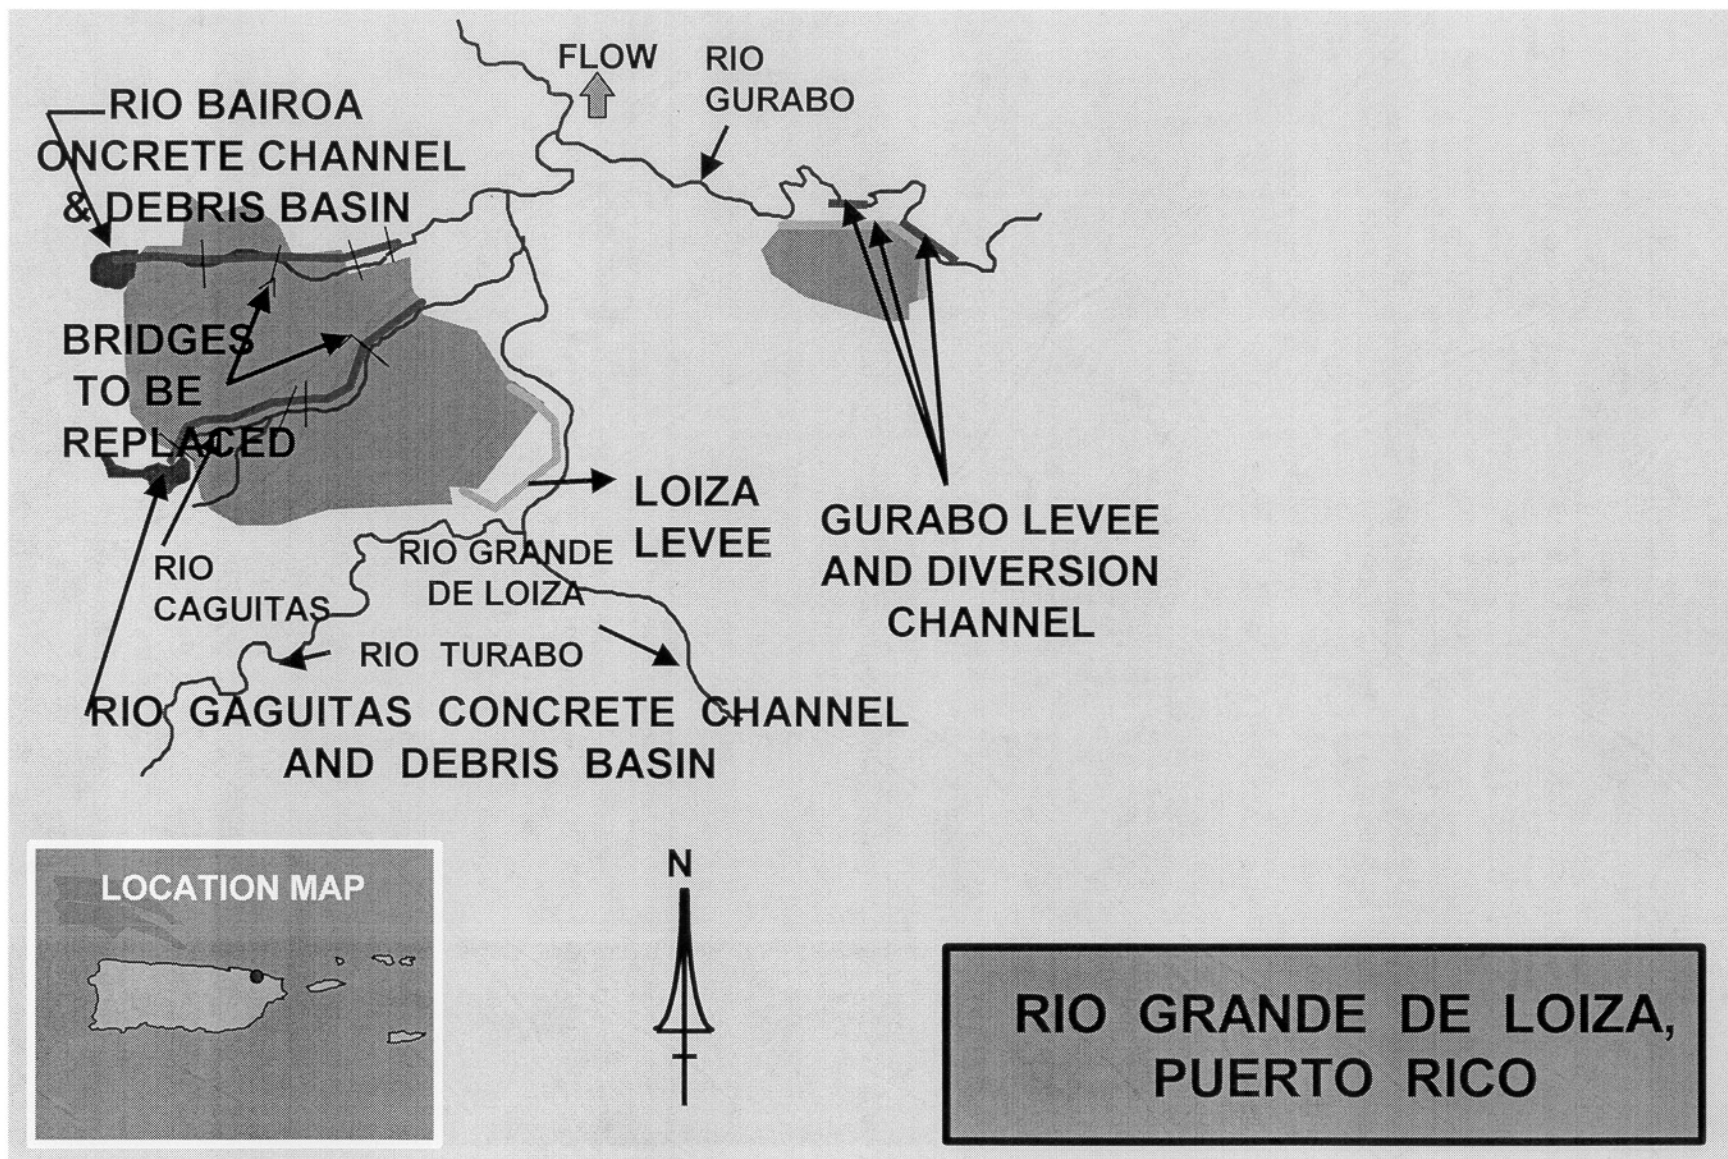 FLOW
RIO
GURABO
RIO BAIROA
ONCRETE CHANNEL
& DEBRIS BASIN
BRIDGES
TO BE
REPLACED
LOIZA
LEVEE
GURABO LEVEE
AND DIVERSION
CHANNEL
RIO GRANDE
DE LOIZA
RIO
CAGUITAS
RIO TURABO
RIO GAGUITAS CONCRETE CHANNEL
AND DEBRIS BASIN
LOCATION MAP
N
RIO GRANDE DE LOIZA,
PUERTO RICO